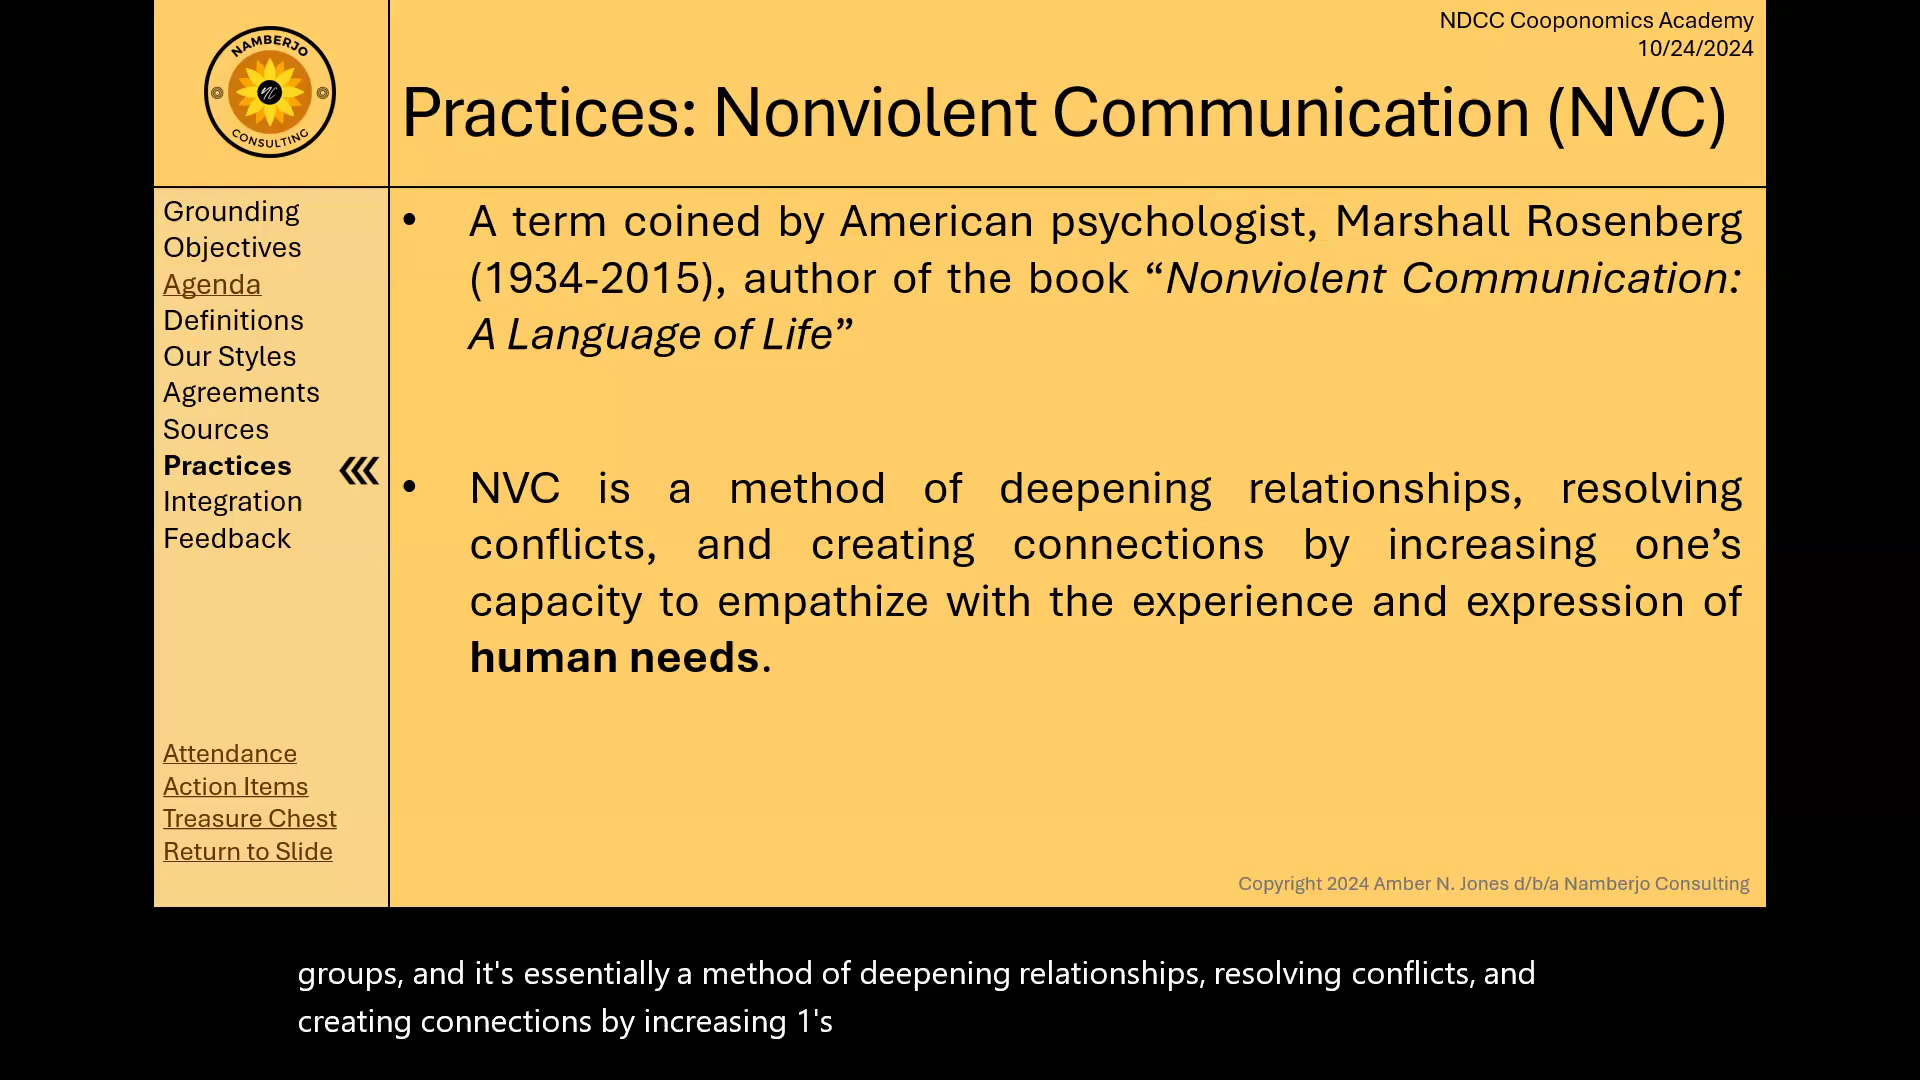 NAMBERJO
CONSULTING
NDCC Cooponomics Academy
10/24/2024
Practices: Nonviolent Communication (NVC)
Grounding
Objectives
Agenda
Definitions
Our Styles
Agreements
Sources
Practices
Integration
Feedback
Attendance
Action Items
Treasure Chest
Return to Slide
• A term coined by American psychologist, Marshall Rosenberg
(1934-2015), author of the book “Nonviolent Communication:
A Language of Life”
• NVC is a method of deepening relationships, resolving
conflicts, and creating connections by increasing one’s
capacity to empathize with the experience and expression of
human needs.
Copyright 2024 Amber N. Jones d/b/a Namberjo Consulting
groups, and it's essentially a method of deepening relationships, resolving conflicts, and
creating connections by increasing 1's